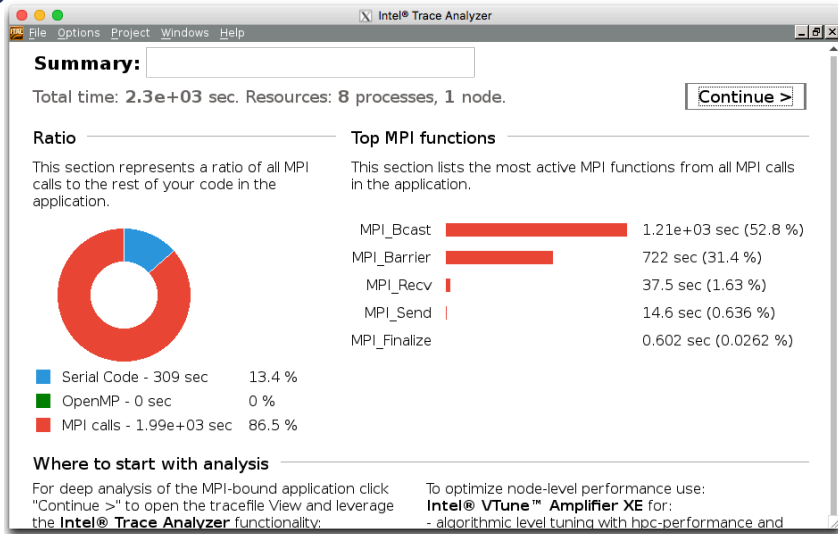 Intel® Trace Analyzer
File Options Project Windows Help
Summary:
Total time: 2.3e+03 sec. Resources: 8 processes, 1 node.
Continue >
Ratio
This section represents a ratio of all MPI
calls to the rest of your code in the
application.
Serial Code - 309 sec 13.4 %
OpenMP - 0 sec 0 %
MPI calls - 1.99e+03 sec 86.5 %
Top MPI functions
This section lists the most active MPI functions from all MPI calls
in the application.
MPI_Bcast 1.21e+03 sec (52.8 %)
MPI_Barrier 722 sec (31.4 %)
MPI_Recv 37.5 sec (1.63 %)
MPI_Send 14.6 sec (0.636 %)
MPI_Finalize 0.602 sec (0.0262 %)
Where to start with analysis
For deep analysis of the MPI-bound application click
"Continue >" to open the tracefile View and leverage
the Intel® Trace Analyzer functionality:
To optimize node-level performance use:
Intel® VTune™ Amplifier XE for:
- algorithmic level tuning with hpc-performance and